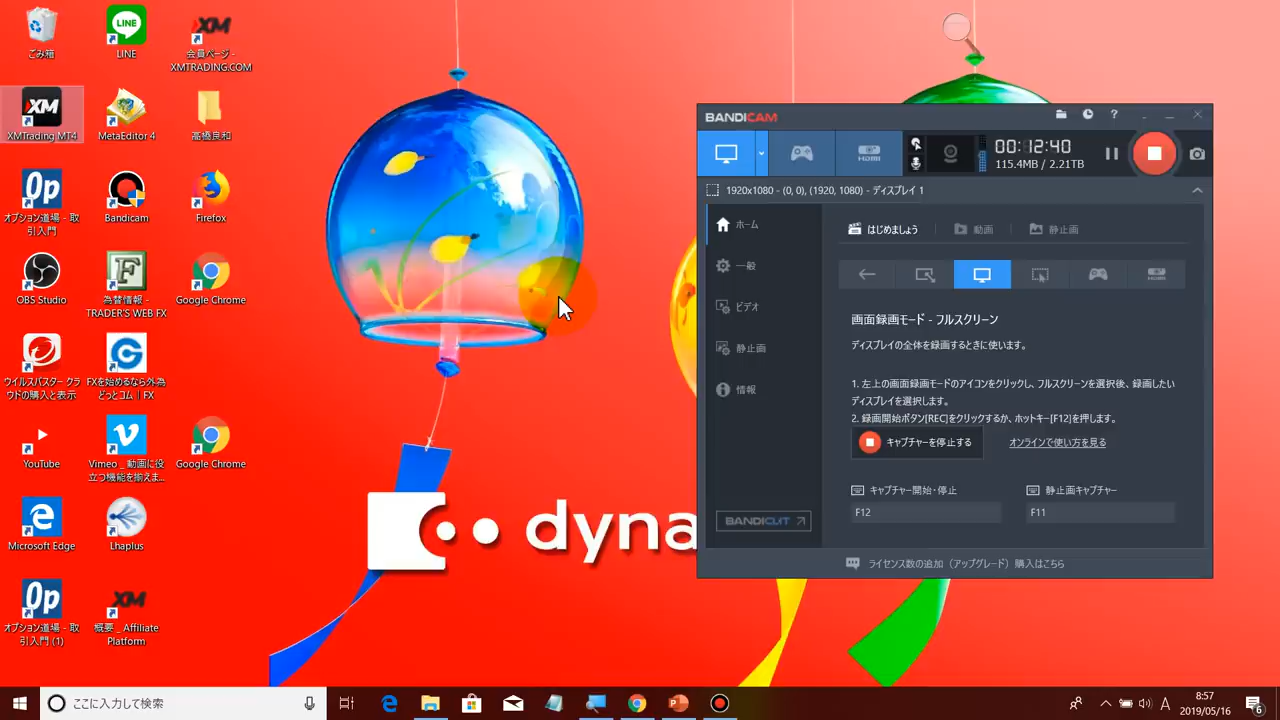 ごみ箱
LINE
会員ページ -
XMTRADING.COM
XMTrading MT4
MetaEditor 4
高橋良和
オプション道場 - 取
引入門
Bandicam
Firefox
OBS Studio
為替情報 -
TRADER'S WEB FX
Google Chrome
ウイルスバスター クラ
ウドの購入と表示
FXを始めるなら外為
どっとコム | FX
YouTube
Vimeo _ 動画に役
立つ機能を揃えま...
Google Chrome
Microsoft Edge
Lhaplus
オプション道場 - 取
引入門 (1)
概要 _ Affiliate
Platform
dyna
BANDICAM
HDMI
00:12:40
115.4MB / 2.21TB
1920x1080 - (0, 0), (1920, 1080) - ディスプレイ 1
ホーム
一般
ビデオ
静止画
情報
BANDICUT
はじめましょう
動画
静止画
画面録画モード - フルスクリーン
ディスプレイの全体を録画するときに使います。
1. 左上の画面録画モードのアイコンをクリックし、フルスクリーンを選択後、録画したい
ディスプレイを選択します。
2. 録画開始ボタン[REC]をクリックするか、ホットキー[F12]を押します。
キャプチャーを停止する
オンラインで使い方を見る
キャプチャー開始・停止
静止画キャプチャー
F12
F11
ライセンス数の追加（アップグレード）購入はこちら
ここに入力して検索
A
8:57
2019/05/16
6